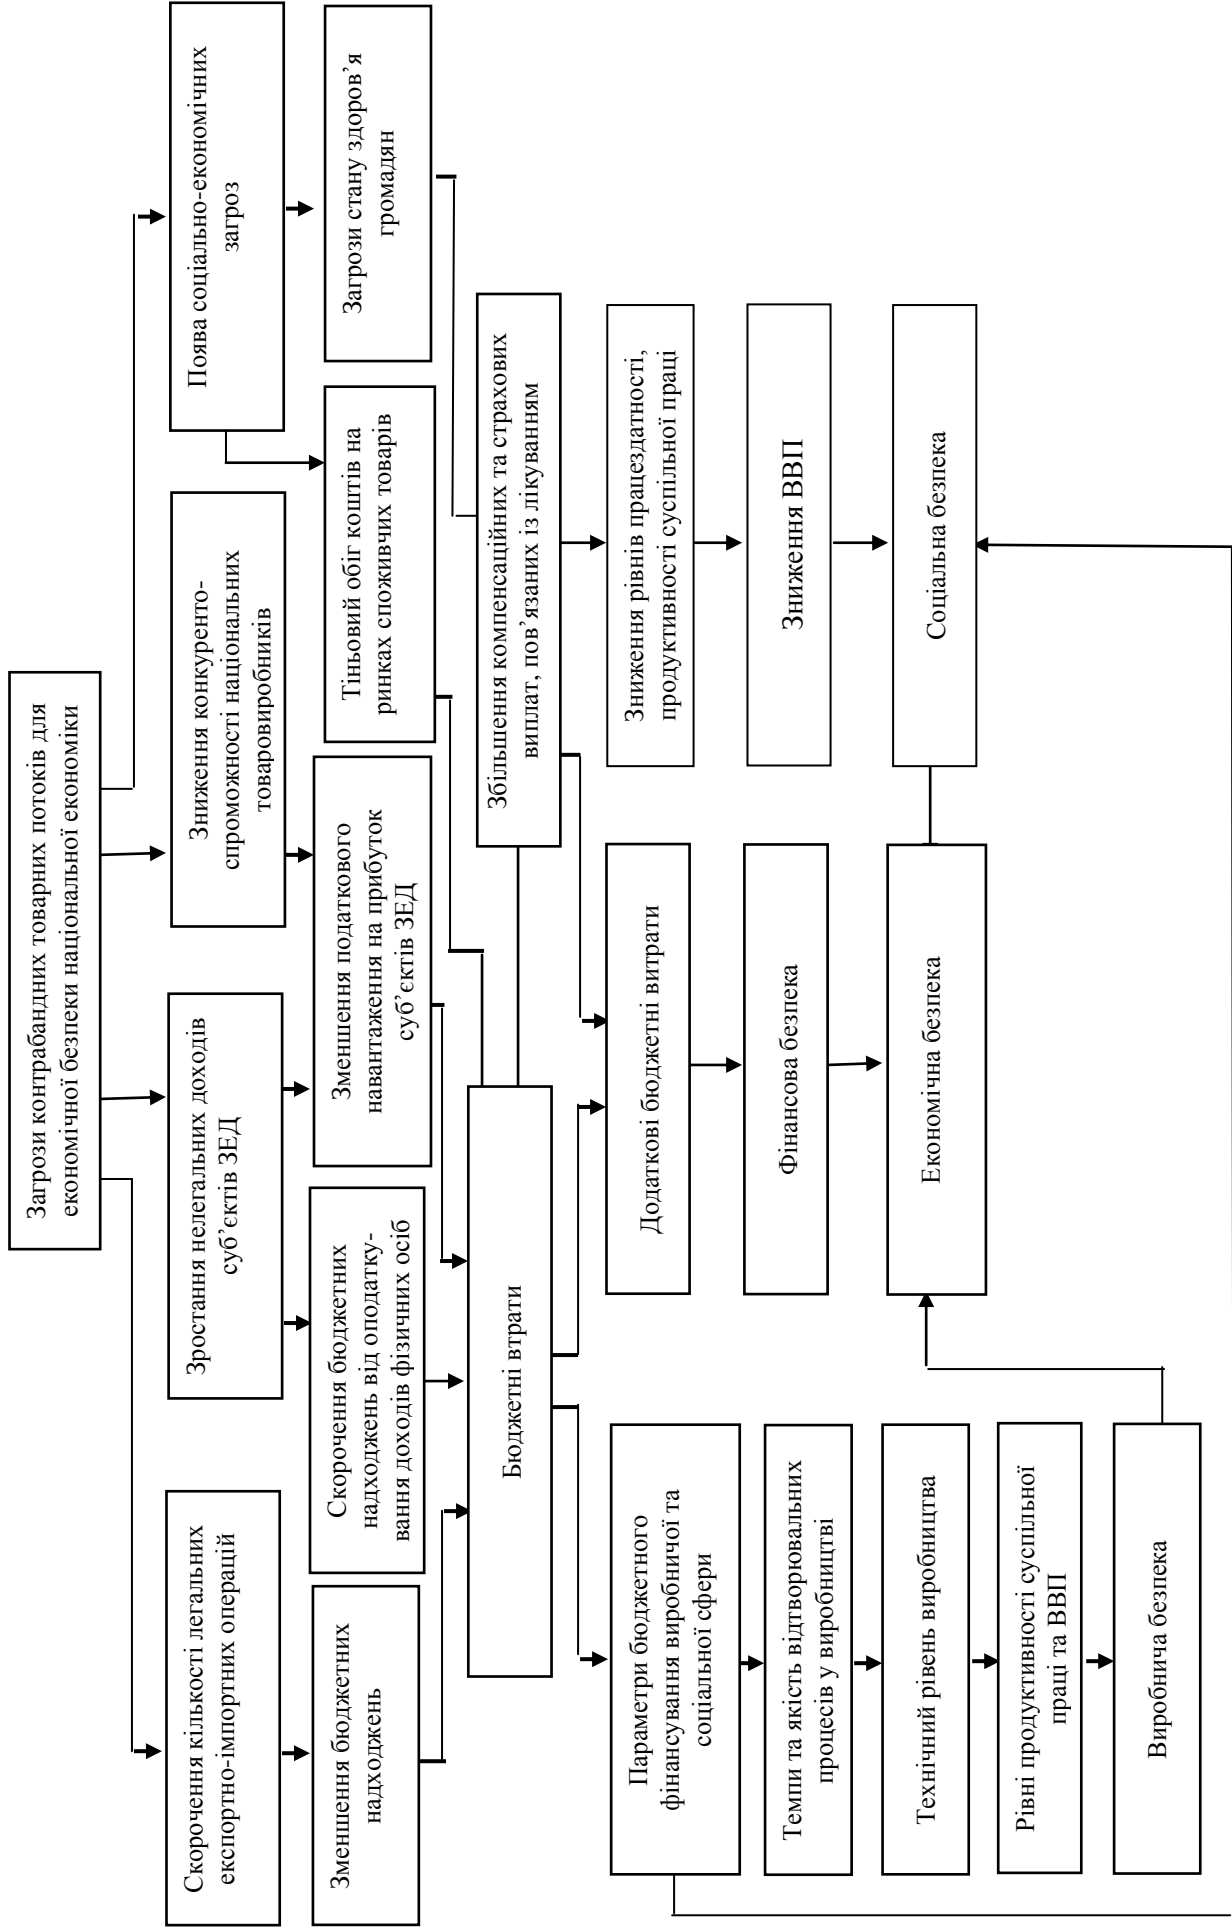 Загрози контрабандних товарних потоків для
економічної безпеки національної економіки
Скорочення кількості легальних
експортно-імпортних операцій
Зростання нелегальних доходів
суб’єктів ЗЕД
Зниження конкуренто-
спроможності національних
товаровиробників
Поява соціально-економічних
загроз
Зменшення бюджетних
надходжень
Скорочення бюджетних
надходжень від оподатку-
вання доходів фізичних осіб
Зменшення податкового
навантаження на прибуток
суб’єктів ЗЕД
Тіньовий обіг коштів на
ринках споживчих товарів
Загрози стану здоров’я
громадян
Бюджетні втрати
Збільшення компенсаційних та страхових
виплат, пов’язаних із лікуванням
Параметри бюджетного
фінансування виробничої та
соціальної сфери
Додаткові бюджетні витрати
Зниження рівнів працездатності,
продуктивності суспільної праці
Темпи та якість відтворювальних
процесів у виробництві
Фінансова безпека
Зниження ВВП
Технічний рівень виробництва
Економічна безпека
Соціальна безпека
Рівні продуктивності суспільної
праці та ВВП
Виробнича безпека